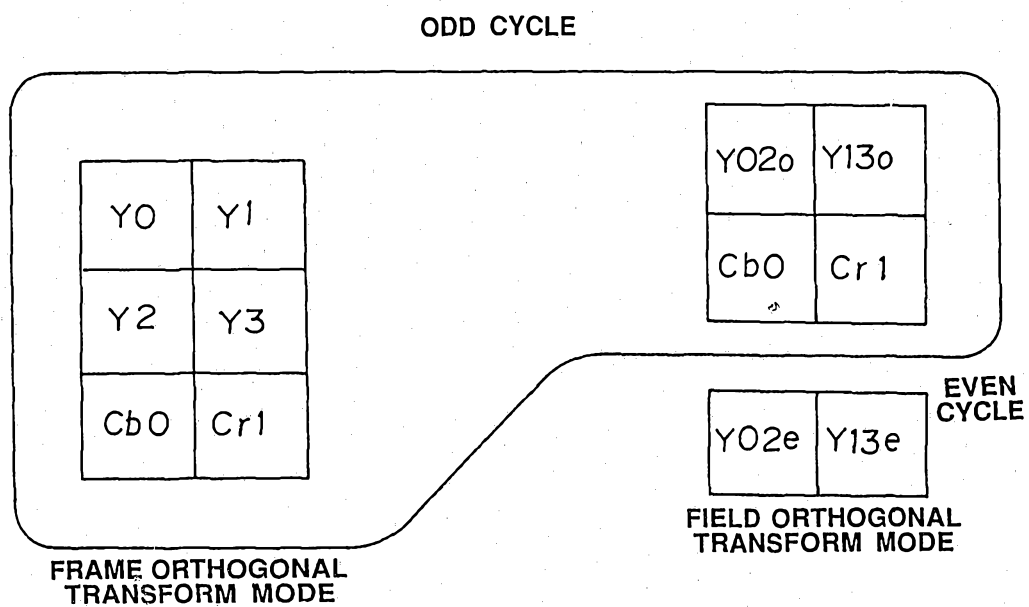 ODD CYCLE
Y0 Y1
Y2 Y3
Cb0 Cr1
FRAME ORTHOGONAL
TRANSFORM MODE
Y02o Y13o
Cb0 Cr1
EVEN
CYCLE
Y02e Y13e
FIELD ORTHOGONAL
TRANSFORM MODE